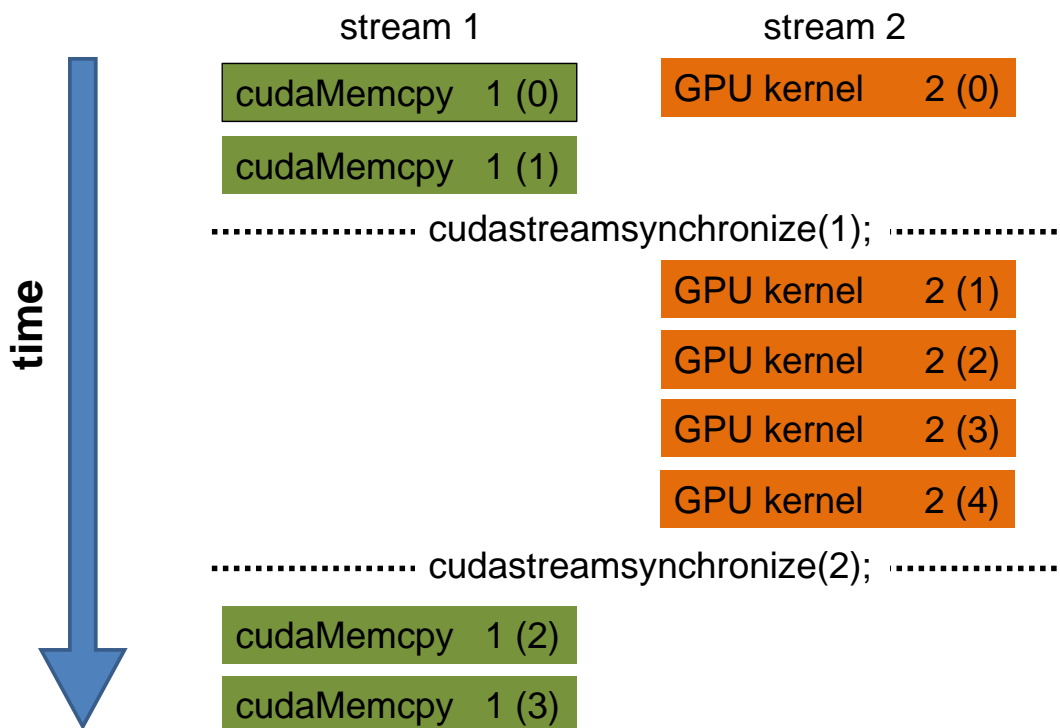 stream 1 stream 2
cudaMemcpy 1 (0) GPU kernel 2 (0)
cudaMemcpy 1 (1)
cudastreamsynchronize(1);
GPU kernel 2 (1)
time
GPU kernel 2 (2)
GPU kernel 2 (3)
GPU kernel 2 (4)
cudastreamsynchronize(2);
cudaMemcpy 1 (2)
cudaMemcpy 1 (3)